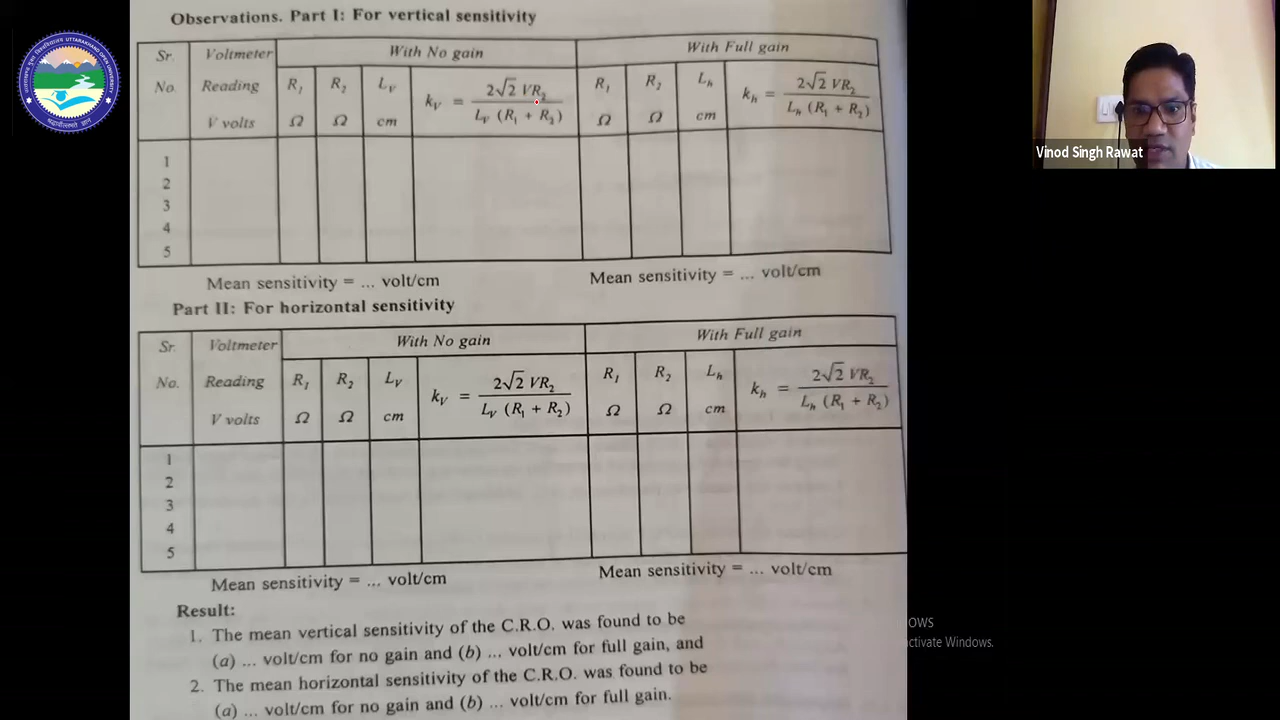 Observations. Part I: For vertical sensitivity
Sr. Voltmeter With No gain With Full gain
No. Reading R₁ R₂ L_V k_V = 2√2 VR₂ / L_V (R₁ + R₂) R₁ R₂ L_h k_h = 2√2 VR₂ / L_h (R₁ + R₂)
V volts Ω Ω cm Ω Ω cm
1
2
3
4
5
Mean sensitivity = ... volt/cm Mean sensitivity = ... volt/cm
Part II: For horizontal sensitivity
Sr. Voltmeter With No gain With Full gain
No. Reading R₁ R₂ L_V k_V = 2√2 VR₂ / L_V (R₁ + R₂) R₁ R₂ L_h k_h = 2√2 VR₂ / L_h (R₁ + R₂)
V volts Ω Ω cm Ω Ω cm
1
2
3
4
5
Mean sensitivity = ... volt/cm Mean sensitivity = ... volt/cm
Result:
1. The mean vertical sensitivity of the C.R.O. was found to be
(a) ... volt/cm for no gain and (b) ... volt/cm for full gain, and
2. The mean horizontal sensitivity of the C.R.O. was found to be
(a) ... volt/cm for no gain and (b) ... volt/cm for full gain.
Vinod Singh Rawat
OWS
activate Windows.